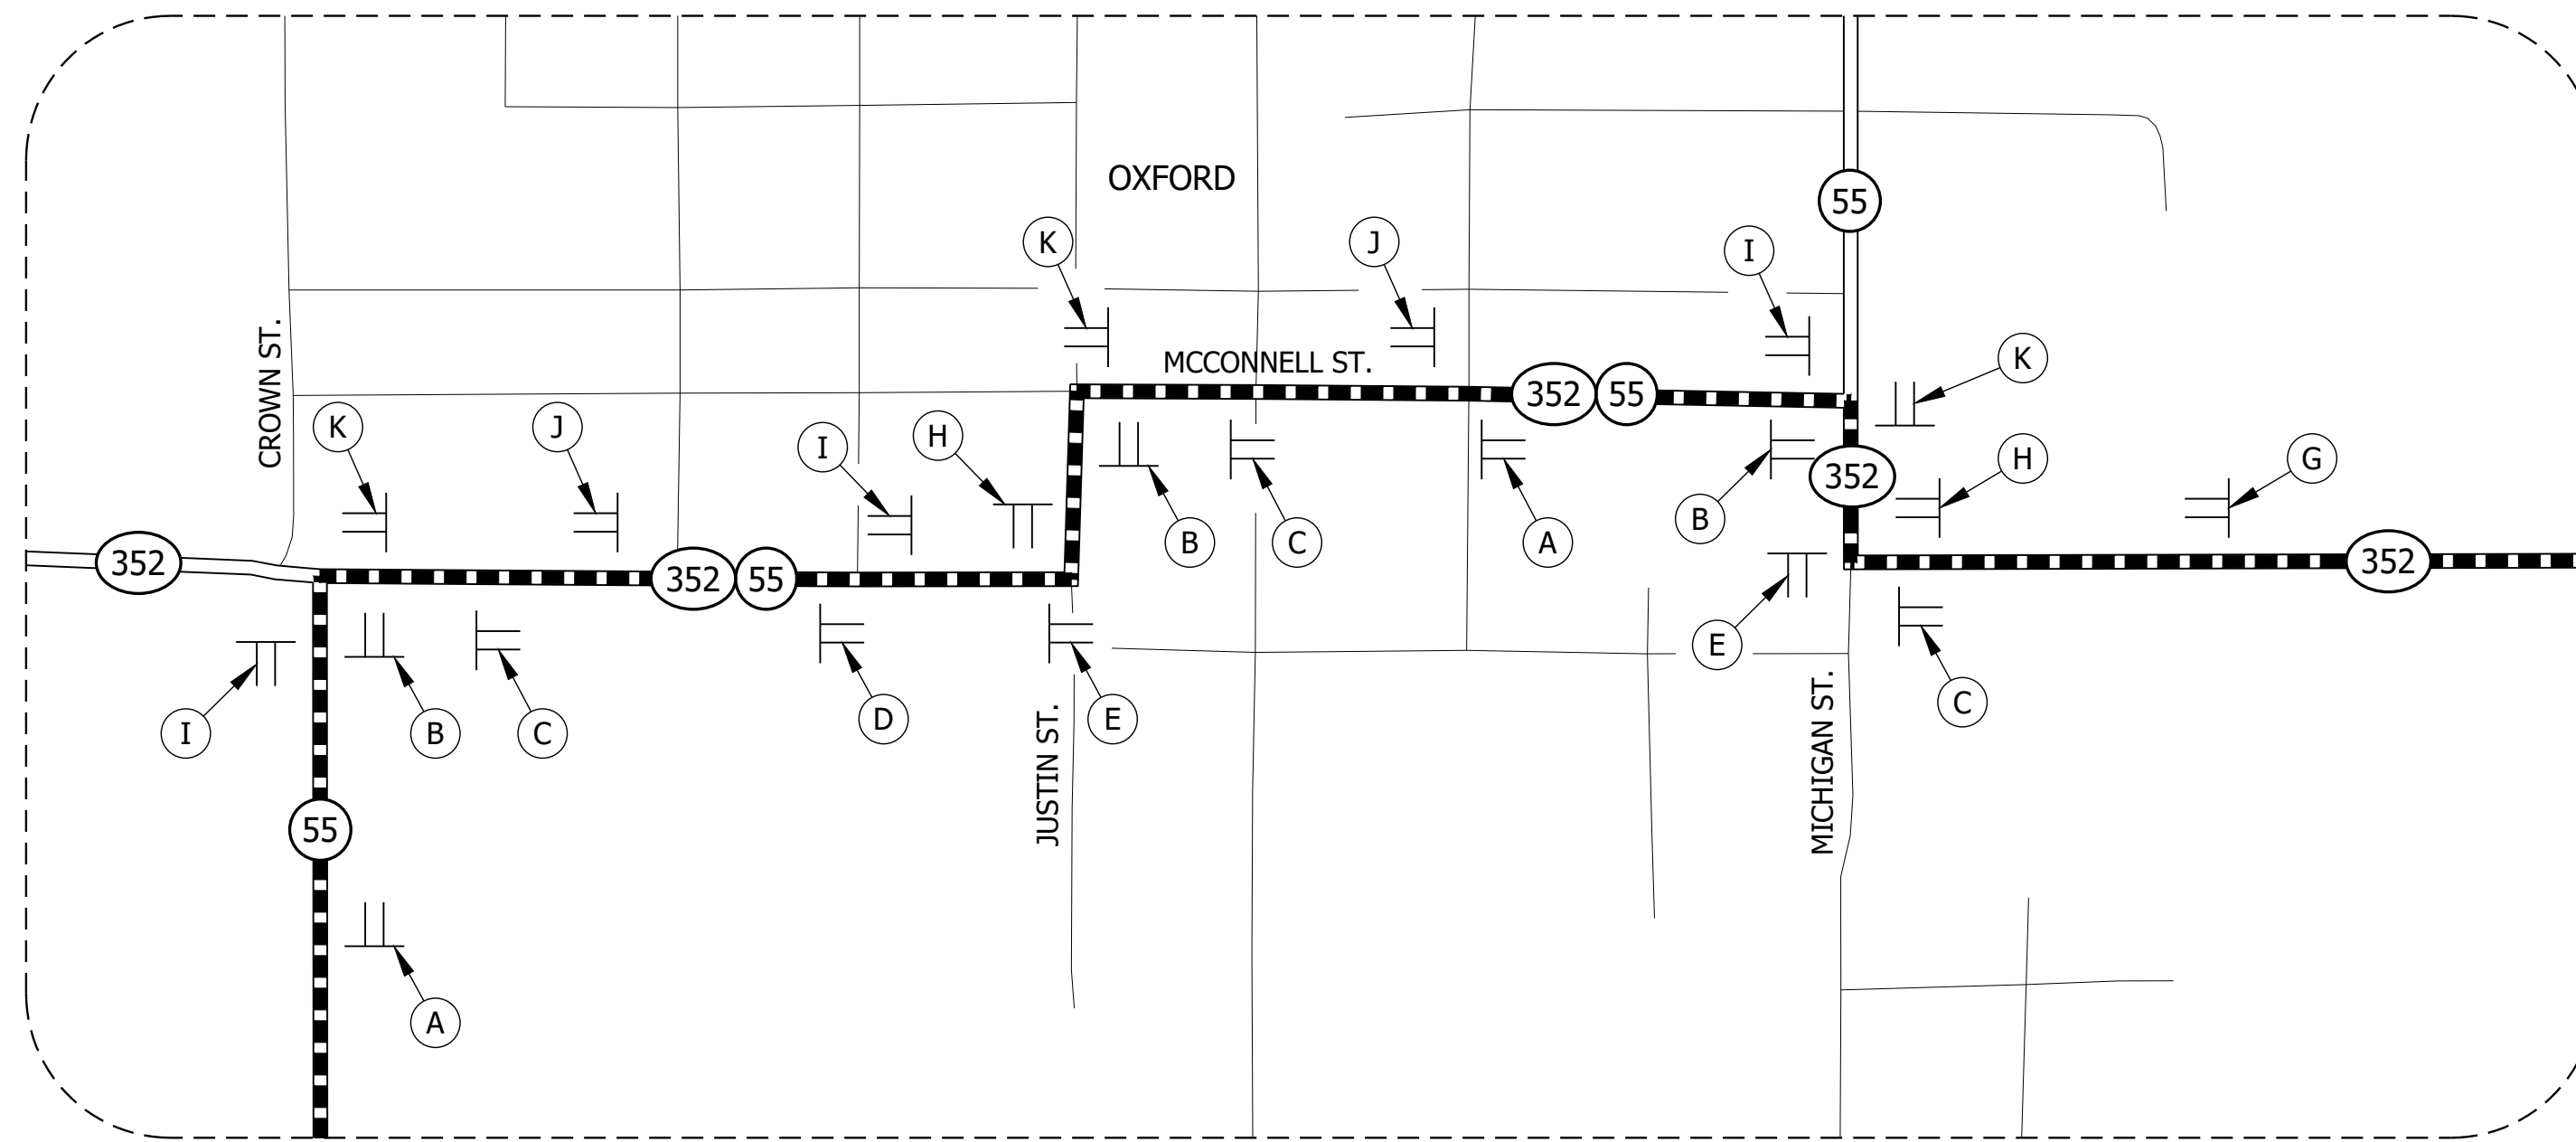 OXFORD
55
K
J
I
MCCONNELL ST.
K
CROWN ST.
352
55
K
J
I
H
352
H
G
B
C
A
B
352
352
55
352
I
B
C
D
E
E
C
JUSTIN ST.
MICHIGAN ST.
55
A